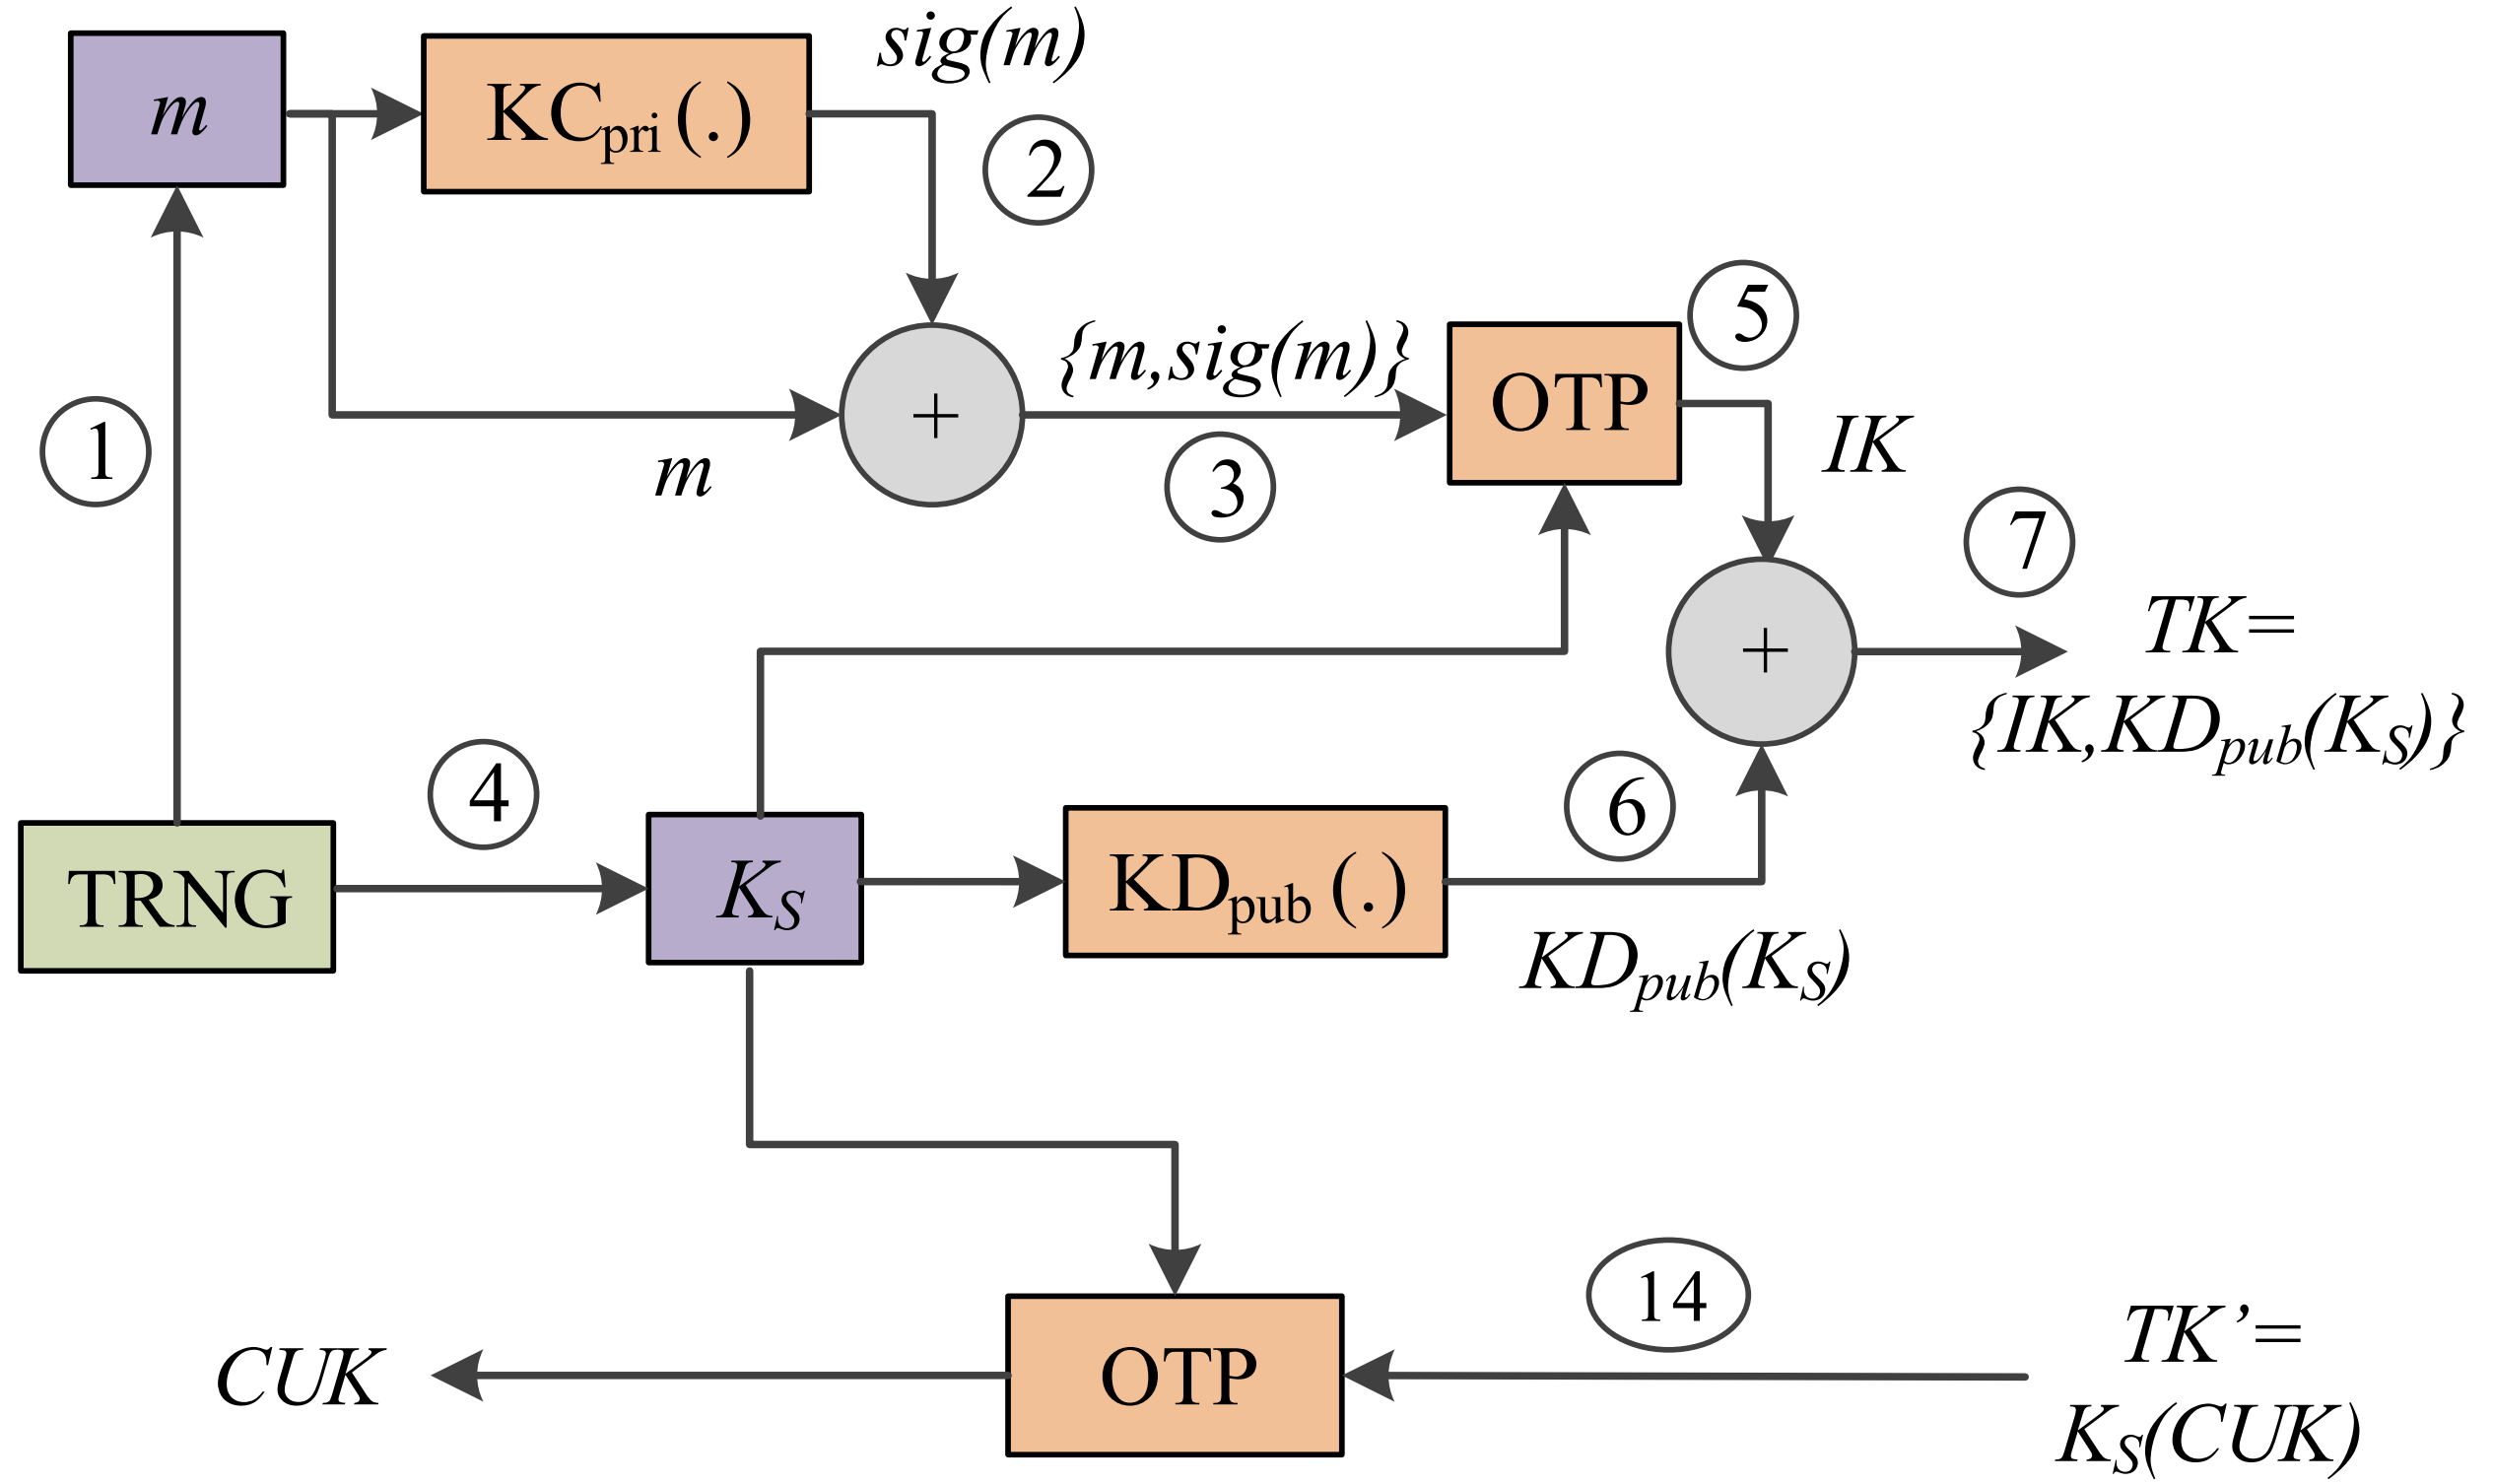 m
KCpri (.)
sig(m)
2
1
m
+
{m,sig(m)}
3
OTP
5
IK
7
+
TK=
{IK,KDpub(KS)}
TRNG
4
KS
KDpub (.)
6
KDpub(KS)
CUK
OTP
14
TK’=
KS(CUK)